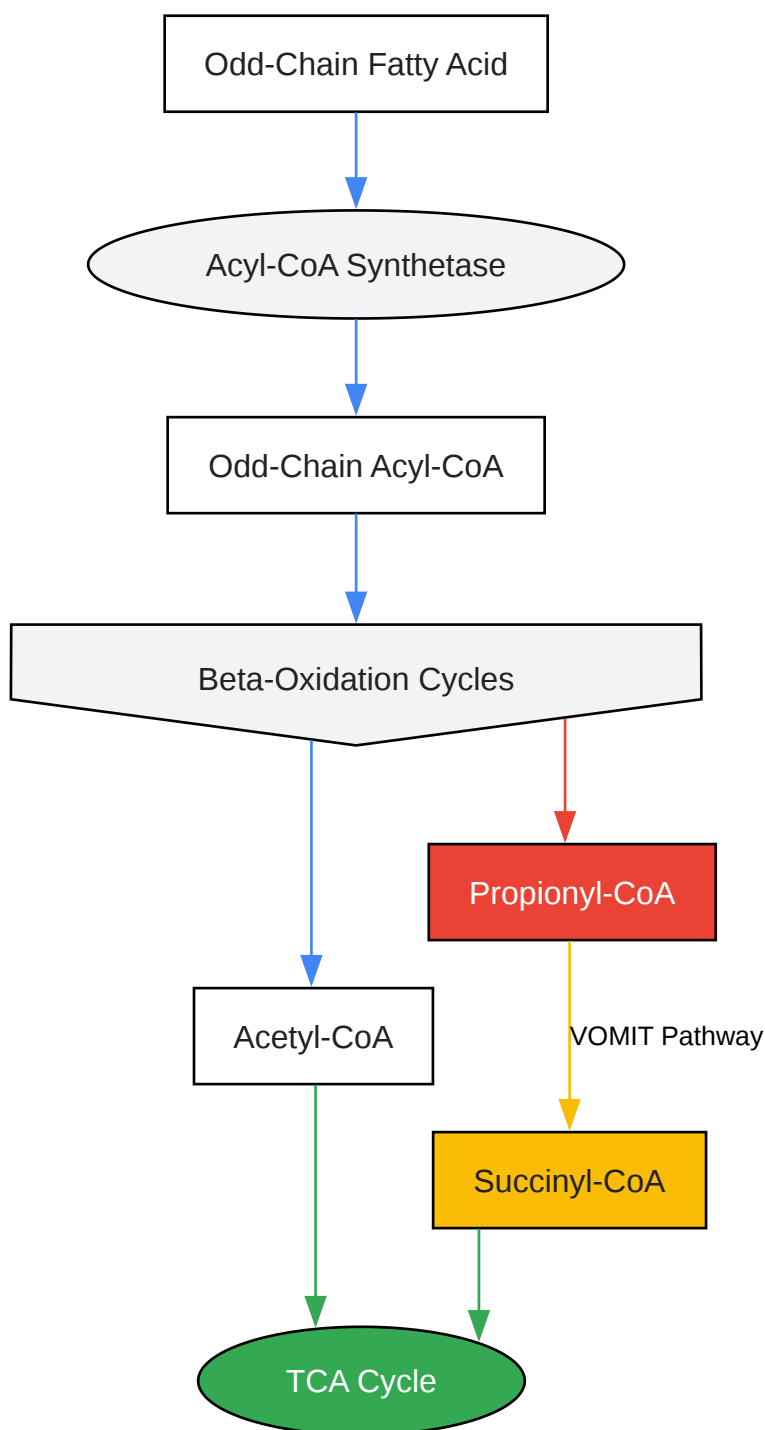 Odd-Chain Fatty Acid
Acyl-CoA Synthetase
Odd-Chain Acyl-CoA
Beta-Oxidation Cycles
Propionyl-CoA
Acetyl-CoA
VOMIT Pathway
Succinyl-CoA
TCA Cycle